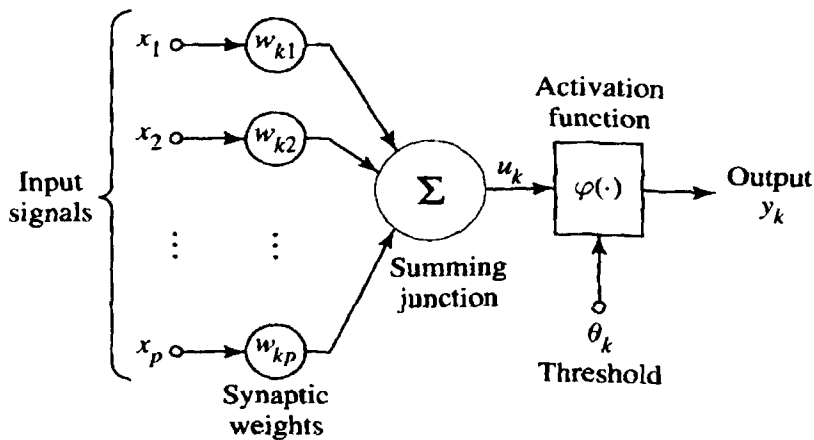 x1
wk1
x2
wk2
Input
signals
⋮
⋮
xp
wkp
Synaptic
weights
Σ
Summing
junction
uk
Activation
function
φ(·)
θk
Threshold
Output
yk